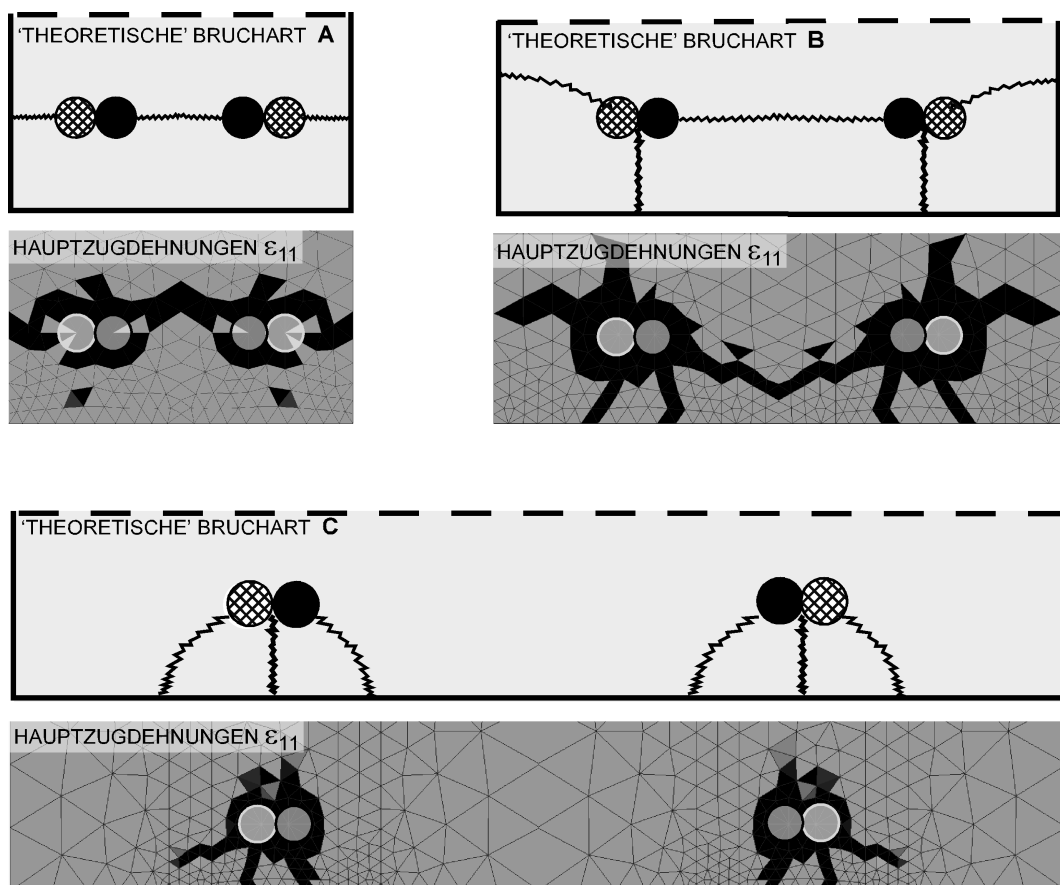 ‘THEORETISCHE’ BRUCHART A
‘THEORETISCHE’ BRUCHART B
HAUPTZUGDEHNUNGEN ε11
HAUPTZUGDEHNUNGEN ε11
‘THEORETISCHE’ BRUCHART C
HAUPTZUGDEHNUNGEN ε11